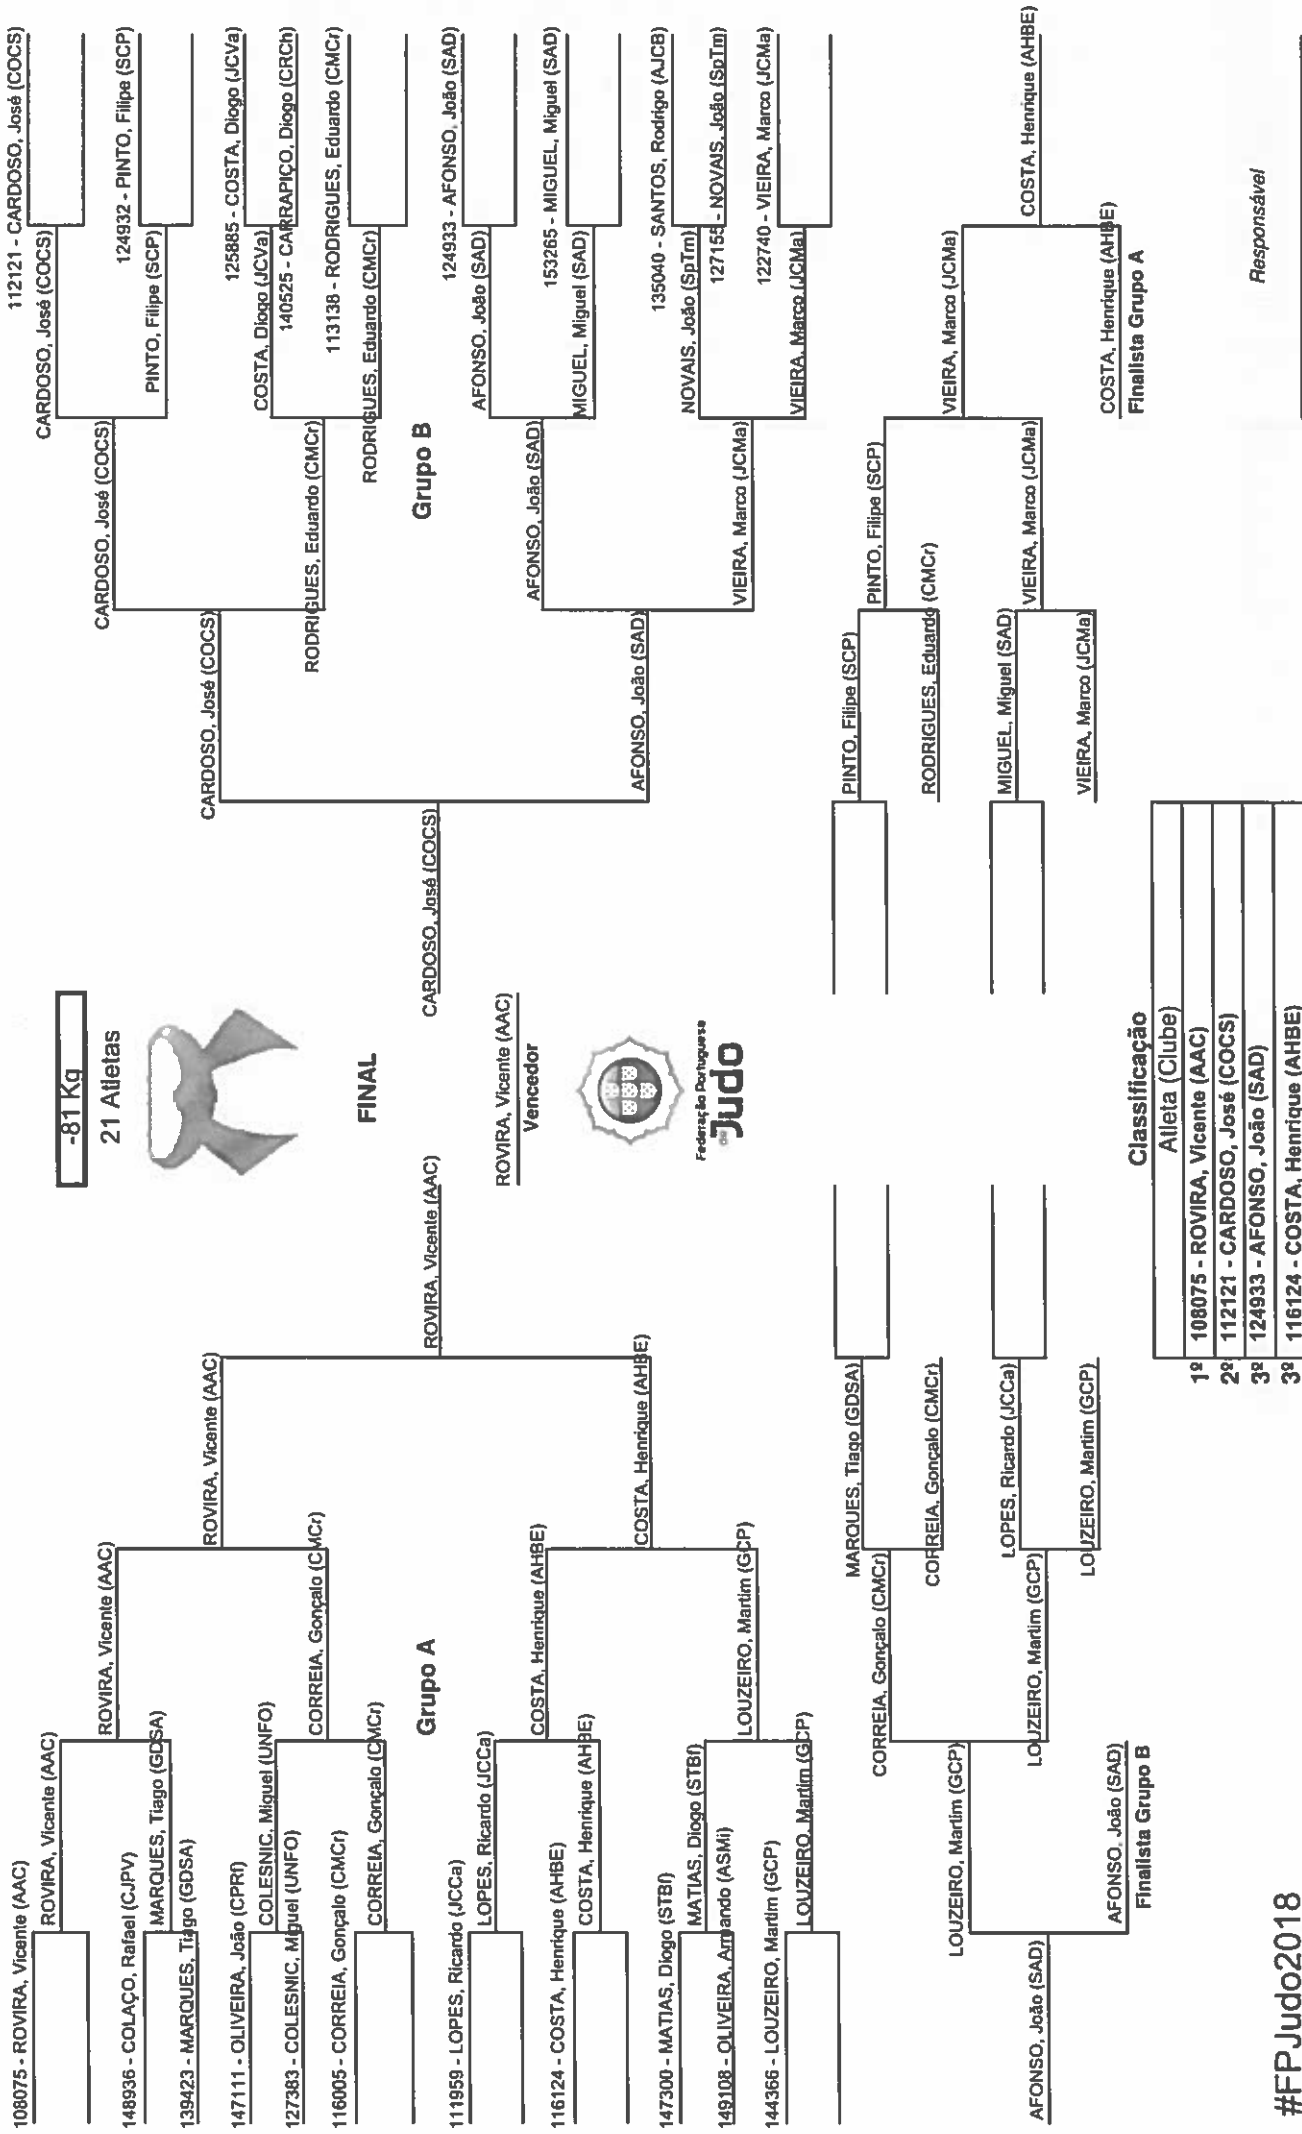 -81 Kg
21 Atletas
FINAL
ROVIRA, Vicente (AAC)
Vencedor
Federação Portuguesa
de Judo
108075 - ROVIRA, Vicente (AAC)
148936 - COLAÇO, Rafael (CJPV)
139423 - MARQUES, Tiago (GDSA)
147111 - OLIVEIRA, João (CPRf)
127383 - COLESNIC, Miguel (UNFO)
116005 - CORREIA, Gonçalo (CMCr)
111959 - LOPES, Ricardo (JCCa)
116124 - COSTA, Henrique (AHBE)
147300 - MATIAS, Diogo (STBf)
149108 - OLIVEIRA, Armando (ASMi)
144366 - LOUZEIRO, Martim (GCP)
ROVIRA, Vicente (AAC)
MARQUES, Tiago (GDSA)
COLESNIC, Miguel (UNFO)
CORREIA, Gonçalo (CMCr)
LOPES, Ricardo (JCCa)
COSTA, Henrique (AHBE)
MATIAS, Diogo (STBf)
LOUZEIRO, Martim (GCP)
ROVIRA, Vicente (AAC)
CORREIA, Gonçalo (CMCr)
Grupo A
COSTA, Henrique (AHBE)
LOUZEIRO, Martim (GCP)
ROVIRA, Vicente (AAC)
COSTA, Henrique (AHBE)
ROVIRA, Vicente (AAC)
CARDOSO, José (COCS)
CARDOSO, José (COCS)
AFONSO, João (SAD)
CARDOSO, José (COCS)
RODRIGUES, Eduardo (CMCr)
Grupo B
AFONSO, João (SAD)
VIEIRA, Marco (JCMa)
CARDOSO, José (COCS)
PINTO, Filipe (SCP)
COSTA, Diogo (JCVa)
RODRIGUES, Eduardo (CMCr)
AFONSO, João (SAD)
MIGUEL, Miguel (SAD)
NOVAIS, João (SpTm)
VIEIRA, Marco (JCMa)
112121 - CARDOSO, José (COCS)
124932 - PINTO, Filipe (SCP)
125885 - COSTA, Diogo (JCVa)
140525 - CARRAPIÇO, Diogo (CRCh)
113138 - RODRIGUES, Eduardo (CMCr)
124933 - AFONSO, João (SAD)
153265 - MIGUEL, Miguel (SAD)
135040 - SANTOS, Rodrigo (AJCB)
127155 - NOVAIS, João (SpTm)
122740 - VIEIRA, Marco (JCMa)
MARQUES, Tiago (GDSA)
CORREIA, Gonçalo (CMCr)
LOPES, Ricardo (JCCa)
LOUZEIRO, Martim (GCP)
CORREIA, Gonçalo (CMCr)
LOUZEIRO, Martim (GCP)
LOUZEIRO, Martim (GCP)
AFONSO, João (SAD)
Finalista Grupo B
AFONSO, João (SAD)
PINTO, Filipe (SCP)
RODRIGUES, Eduardo (CMCr)
MIGUEL, Miguel (SAD)
VIEIRA, Marco (JCMa)
PINTO, Filipe (SCP)
VIEIRA, Marco (JCMa)
VIEIRA, Marco (JCMa)
COSTA, Henrique (AHBE)
Finalista Grupo A
COSTA, Henrique (AHBE)
Classificação
Atleta (Clube)
1º 108075 - ROVIRA, Vicente (AAC)
2º 112121 - CARDOSO, José (COCS)
3º 124933 - AFONSO, João (SAD)
3º 116124 - COSTA, Henrique (AHBE)
Responsável
#FPJudo2018